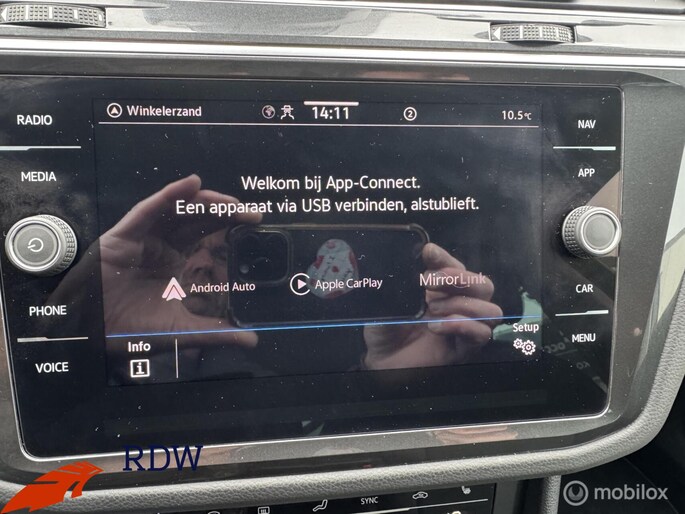 RADIO
MEDIA
PHONE
VOICE
NAV
APP
CAR
MENU
Winkelerzand
14:11
2
10.5°C
Welkom bij App-Connect.
Een apparaat via USB verbinden, alstublieft.
Android Auto
Apple CarPlay
MirrorLink
Info
i
Setup
SYNC
RDW
mobilox